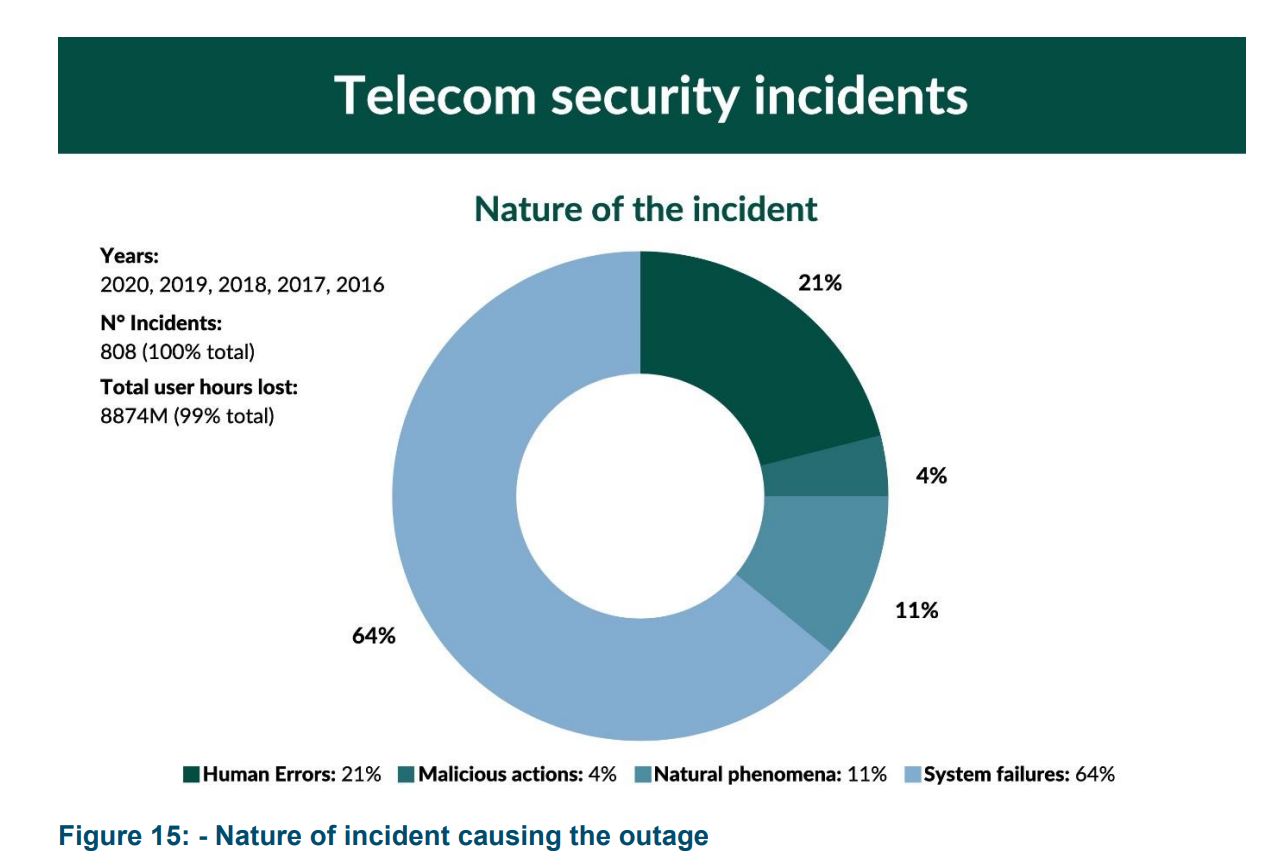 Telecom security incidents
Nature of the incident
Years:
2020, 2019, 2018, 2017, 2016
N° Incidents:
808 (100% total)
Total user hours lost:
8874M (99% total)
21%
4%
11%
64%
Human Errors: 21% Malicious actions: 4% Natural phenomena: 11% System failures: 64%
Figure 15: - Nature of incident causing the outage